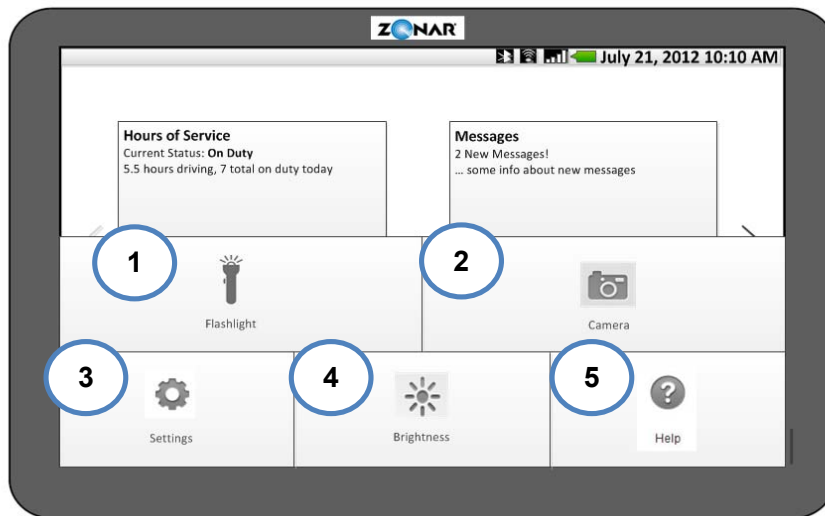 ZONAR
July 21, 2012 10:10 AM
Hours of Service
Current Status: On Duty
5.5 hours driving, 7 total on duty today
Messages
2 New Messages!
... some info about new messages
1
Flashlight
2
Camera
3
Settings
4
Brightness
5
Help